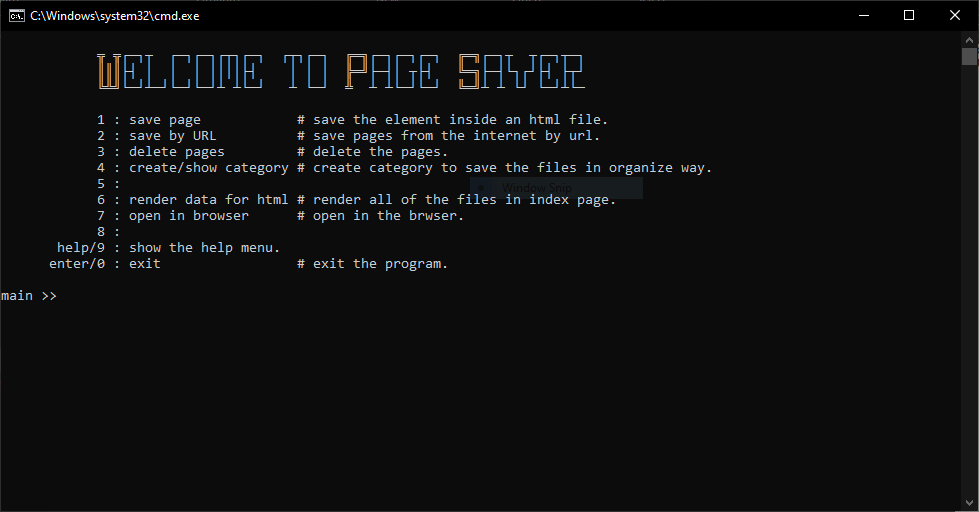 C:\Windows\system32\cmd.exe
WELCOME TO PAGE SAVER
1 : save page # save the element inside an html file.
2 : save by URL # save pages from the internet by url.
3 : delete pages # delete the pages.
4 : create/show category # create category to save the files in organize way.
5 :
Window Snip
6 : render data for html # render all of the files in index page.
7 : open in browser # open in the brwser.
8 :
help/9 : show the help menu.
enter/0 : exit # exit the program.
main >>